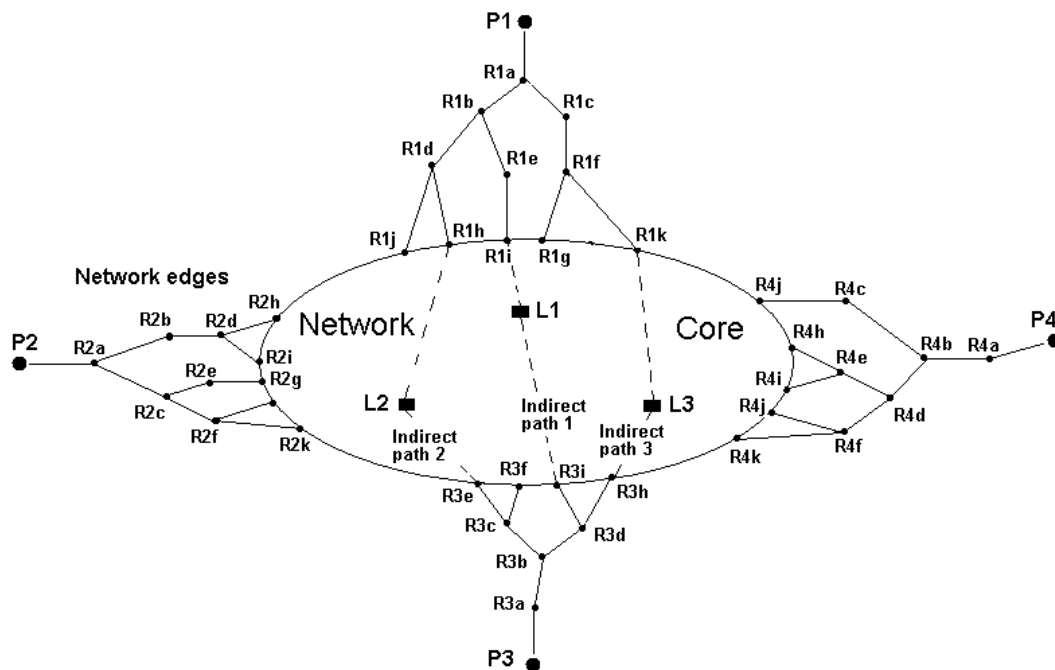 P1
R1a
R1b
R1c
R1d
R1e
R1f
R1j
R1h
R1i
R1g
R1k
Network edges
R2h
R2b
R2d
P2
R2a
R2i
R2e
R2g
R2c
R2f
R2k
Network
Core
L1
L2
L3
Indirect
path 1
Indirect
path 2
Indirect
path 3
R4j
R4c
P4
R4h
R4b
R4a
R4e
R4i
R4j
R4d
R4f
R4k
R3e
R3f
R3i
R3h
R3c
R3d
R3b
R3a
P3